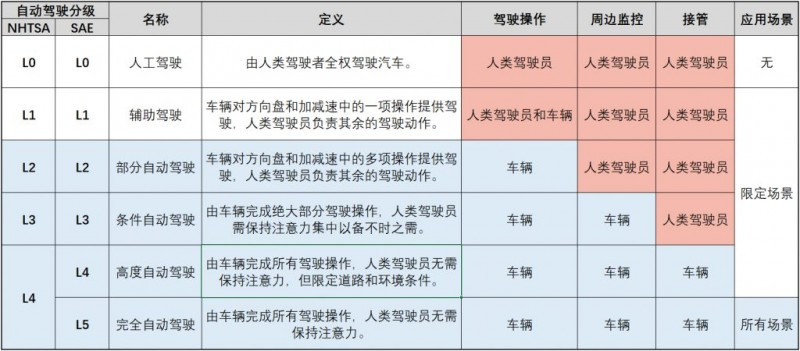 自动驾驶分级 名称 定义 驾驶操作 周边监控 接管 应用场景
NHTSA SAE
L0 L0 人工驾驶 由人类驾驶者全权驾驶汽车。 人类驾驶员 人类驾驶员 人类驾驶员 无
L1 L1 辅助驾驶 车辆对方向盘和加减速中的一项操作提供驾
驶，人类驾驶员负责其余的驾驶动作。 人类驾驶员和车辆 人类驾驶员 人类驾驶员 限定场景
L2 L2 部分自动驾驶 车辆对方向盘和加减速中的多项操作提供驾
驶，人类驾驶员负责其余的驾驶动作。 车辆 人类驾驶员 人类驾驶员
L3 L3 条件自动驾驶 由车辆完成绝大部分驾驶操作，人类驾驶员
需保持注意力集中以备不时之需。 车辆 车辆 人类驾驶员
L4 L4 高度自动驾驶 由车辆完成所有驾驶操作，人类驾驶员无需
保持注意力，但限定道路和环境条件。 车辆 车辆 车辆
L5 完全自动驾驶 由车辆完成所有驾驶操作，人类驾驶员无需
保持注意力。 车辆 车辆 车辆 所有场景